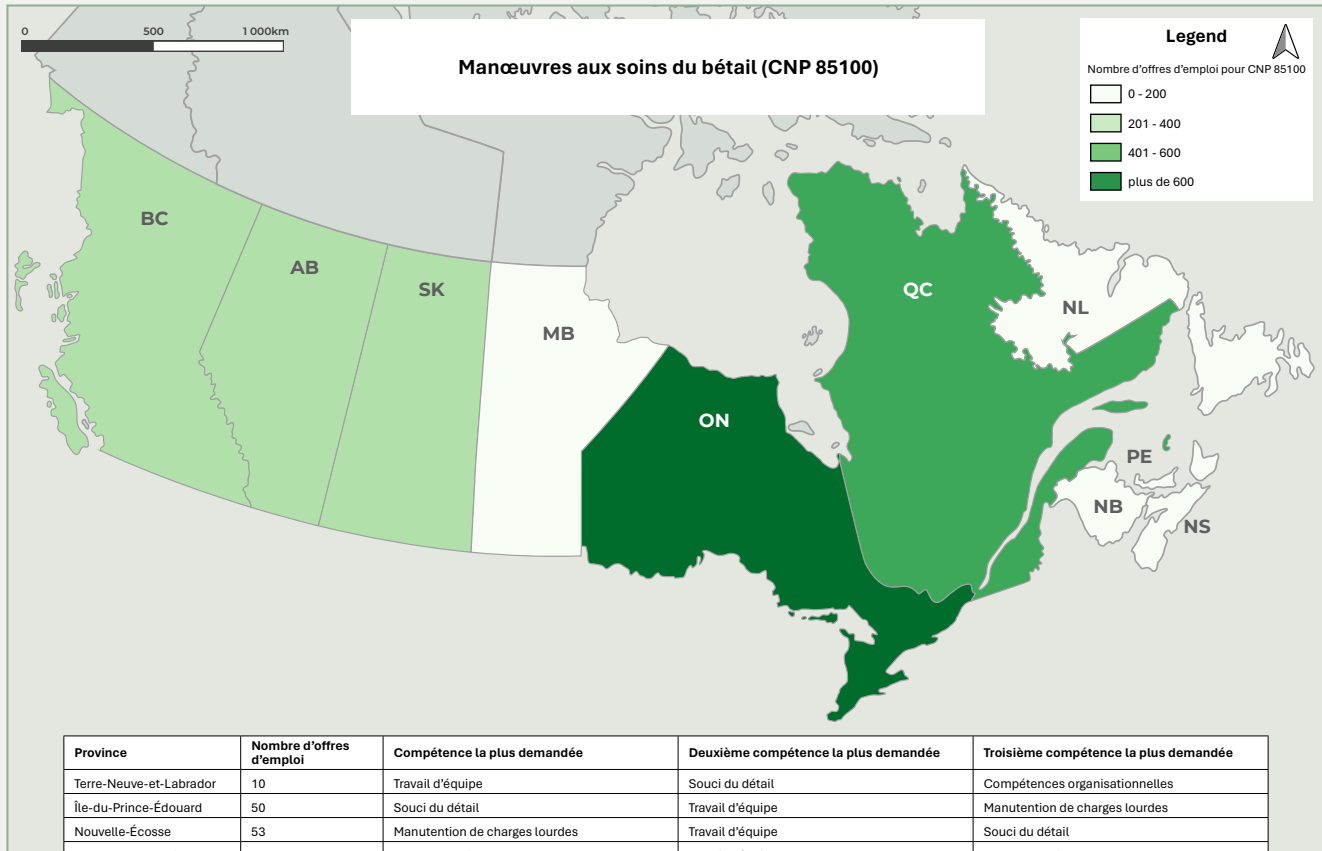 0 500 1 000km
Manœuvres aux soins du bétail (CNP 85100)
Legend
Nombre d'offres d'emploi pour CNP 85100
0 - 200
201 - 400
401 - 600
plus de 600
BC
AB
SK
MB
ON
QC
NL
PE
NB
NS
Province Nombre d'offres d'emploi Compétence la plus demandée Deuxième compétence la plus demandée Troisième compétence la plus demandée
Terre-Neuve-et-Labrador 10 Travail d'équipe Souci du détail Compétences organisationnelles
Île-du-Prince-Édouard 50 Souci du détail Travail d'équipe Manutention de charges lourdes
Nouvelle-Écosse 53 Manutention de charges lourdes Travail d'équipe Souci du détail